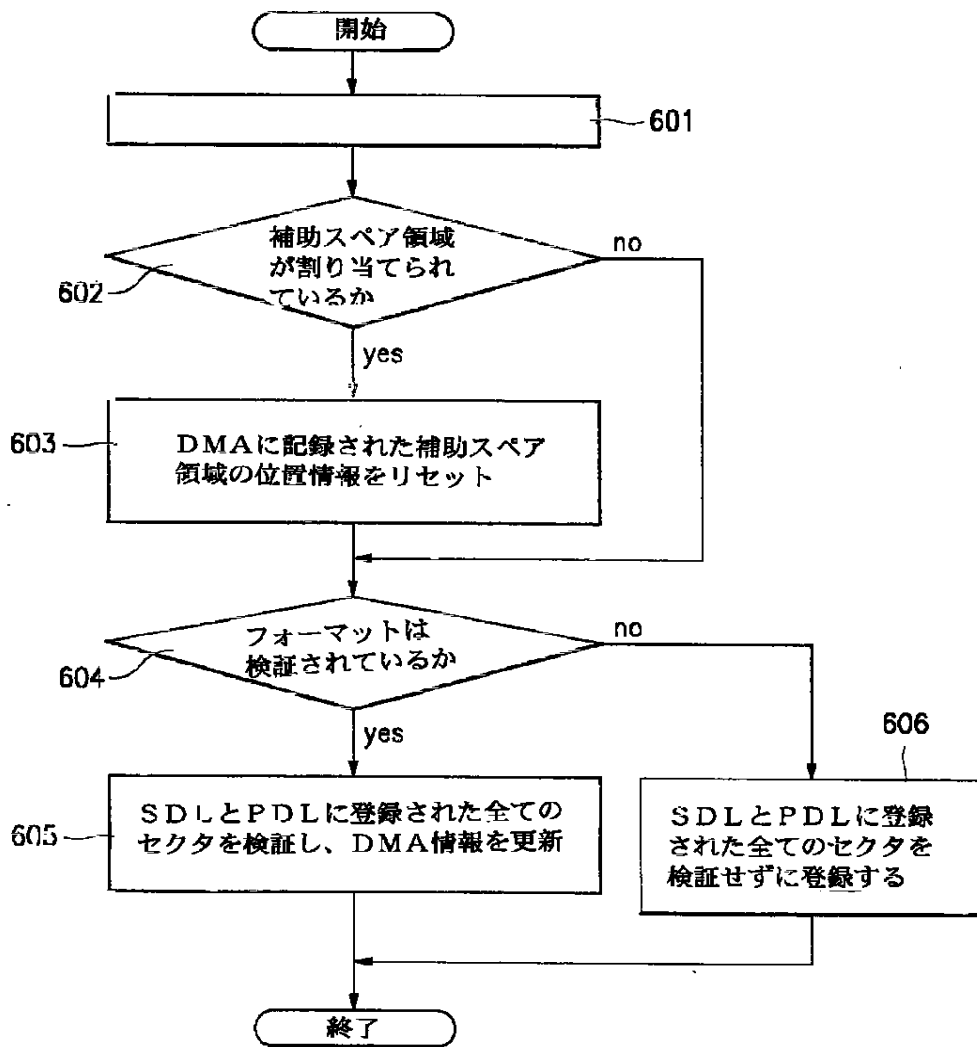 開始
601
補助スペア領域
が割り当てられ
ているか
no
602
yes
603
DMAに記録された補助スペア
領域の位置情報をリセット
フォーマットは
検証されているか
no
604
yes
606
SDLとPDLに登録された全ての
セクタを検証し、DMA情報を更新
605
SDLとPDLに登録
された全てのセクタを
検証せずに登録する
終了